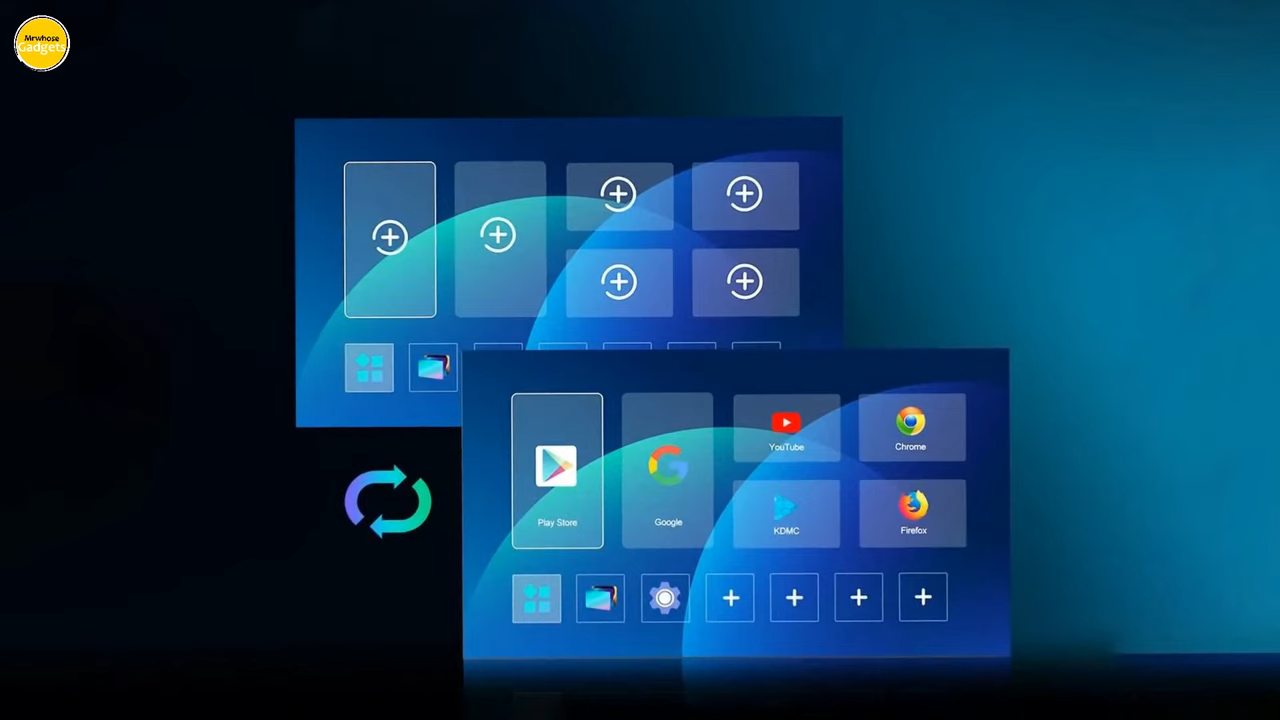 Mrwhose
Gadgets
YouTube
Chrome
Play Store
Google
KDMC
Firefox